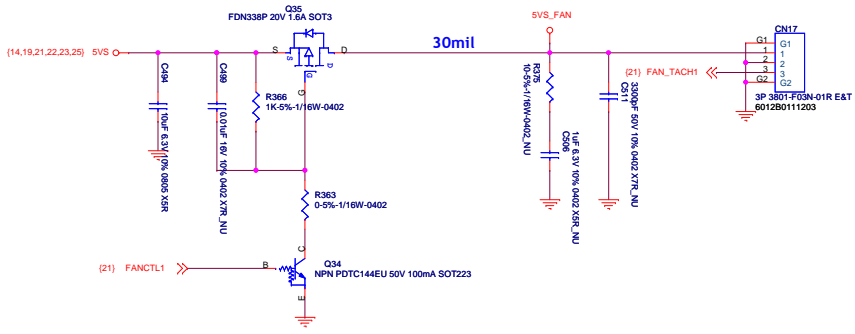 Q35
FDN338P 20V 1.6A SOT3
{14,19,21,22,23,25} 5VS
S
D
S
D
G
G
30mil
5VS_FAN
CN17
G1
G1
1
1
2
2
3
3
G2
G2
{21} FAN_TACH1
3P 3801-F03N-01R E&T
6012B0111203
C494
10uF 6.3V 10% 0805 X5R
C499
0.01uF 16V 10% 0402 X7R_NU
R366
1K-5%-1/16W-0402
R375
10-5%-1/16W-0402_NU
C506
1uF 6.3V 10% 0402 X5R_NU
C511
3300pF 50V 10% 0402 X7R_NU
R363
0-5%-1/16W-0402
{21} FANCTL1
B
C
E
Q34
NPN PDTC144EU 50V 100mA SOT223